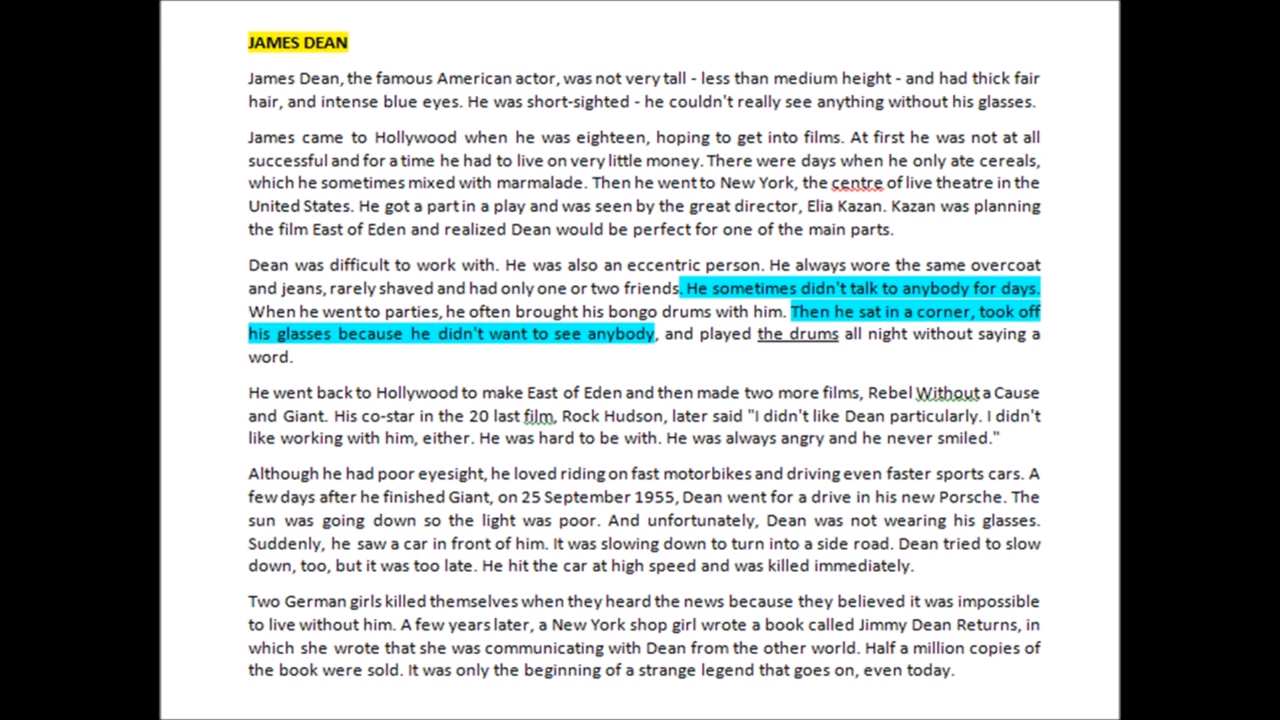 JAMES DEAN
James Dean, the famous American actor, was not very tall - less than medium height - and had thick fair
hair, and intense blue eyes. He was short-sighted - he couldn't really see anything without his glasses.
James came to Hollywood when he was eighteen, hoping to get into films. At first he was not at all
successful and for a time he had to live on very little money. There were days when he only ate cereals,
which he sometimes mixed with marmalade. Then he went to New York, the centre of live theatre in the
United States. He got a part in a play and was seen by the great director, Elia Kazan. Kazan was planning
the film East of Eden and realized Dean would be perfect for one of the main parts.
Dean was difficult to work with. He was also an eccentric person. He always wore the same overcoat
and jeans, rarely shaved and had only one or two friends. He sometimes didn't talk to anybody for days.
When he went to parties, he often brought his bongo drums with him. Then he sat in a corner, took off
his glasses because he didn't want to see anybody, and played the drums all night without saying a
word.
He went back to Hollywood to make East of Eden and then made two more films, Rebel Without a Cause
and Giant. His co-star in the 20 last film, Rock Hudson, later said "I didn't like Dean particularly. I didn't
like working with him, either. He was hard to be with. He was always angry and he never smiled."
Although he had poor eyesight, he loved riding on fast motorbikes and driving even faster sports cars. A
few days after he finished Giant, on 25 September 1955, Dean went for a drive in his new Porsche. The
sun was going down so the light was poor. And unfortunately, Dean was not wearing his glasses.
Suddenly, he saw a car in front of him. It was slowing down to turn into a side road. Dean tried to slow
down, too, but it was too late. He hit the car at high speed and was killed immediately.
Two German girls killed themselves when they heard the news because they believed it was impossible
to live without him. A few years later, a New York shop girl wrote a book called Jimmy Dean Returns, in
which she wrote that she was communicating with Dean from the other world. Half a million copies of
the book were sold. It was only the beginning of a strange legend that goes on, even today.